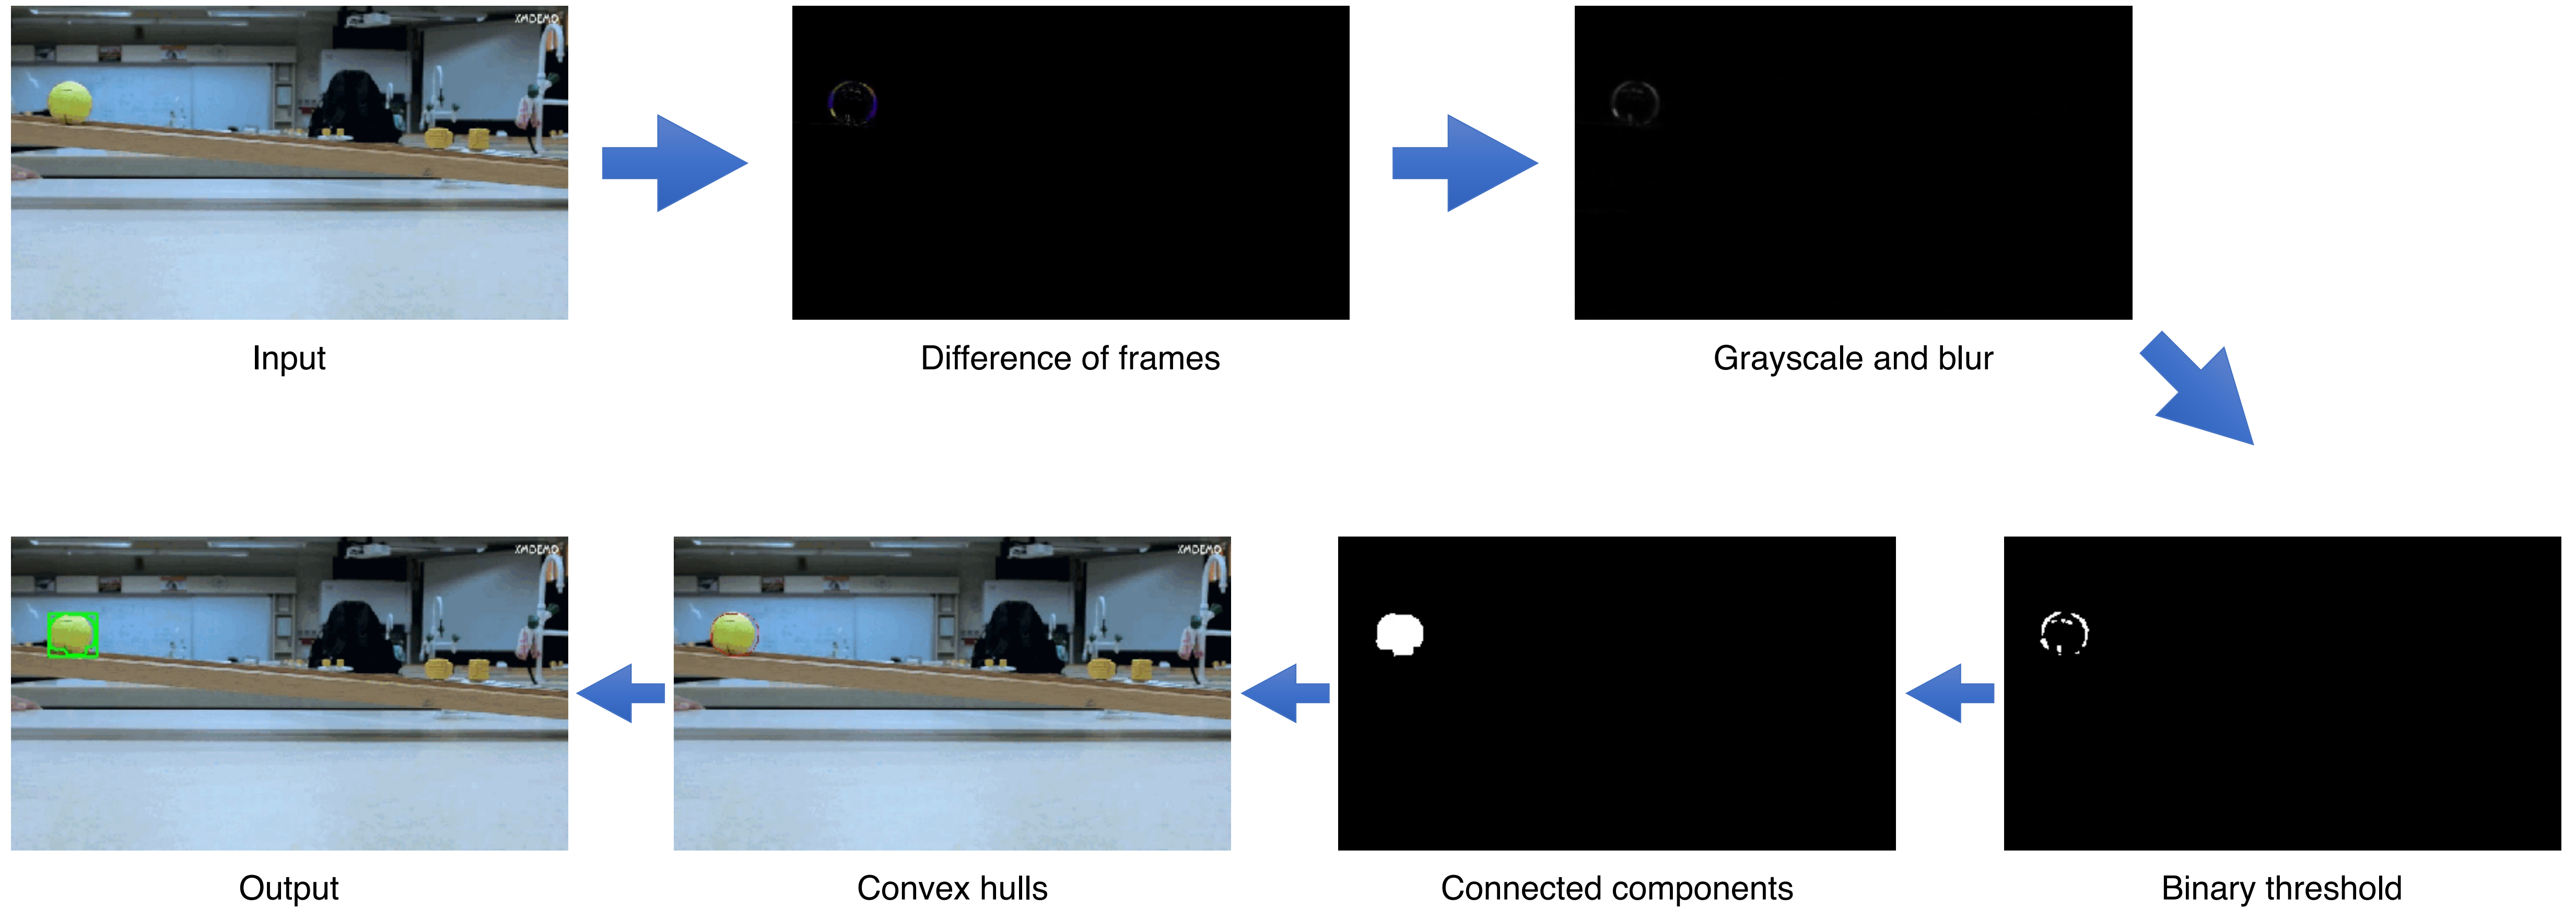 XMDEMO
Input
Difference of frames
Grayscale and blur
XMDEMO
Output
XMDEMO
Convex hulls
Connected components
Binary threshold